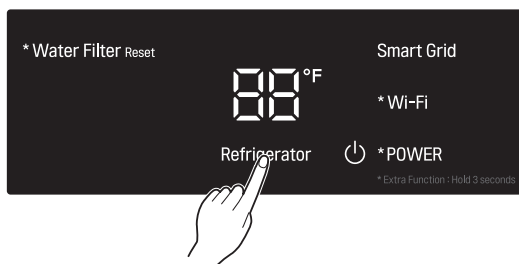 * Water Filter Reset
Smart Grid
88°F
* Wi-Fi
Refrigerator
* POWER
* Extra Function : Hold 3 seconds